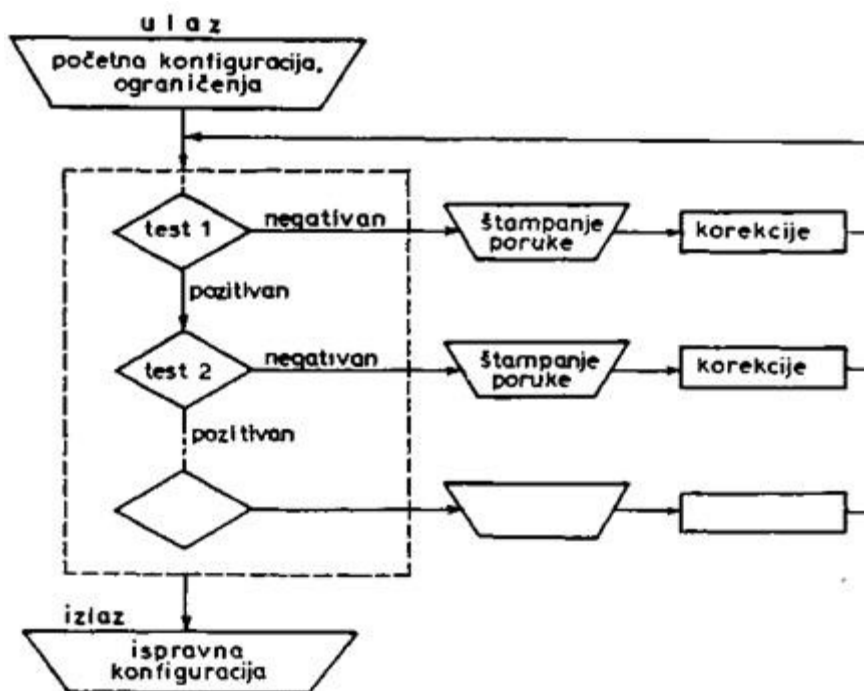 ulaz
početna konfiguracija,
ograničenja
test 1
negativan
štampanje
poruke
korekcije
pozitivan
test 2
negativan
štampanje
poruke
korekcije
pozitivan
izlaz
ispravna
konfiguracija